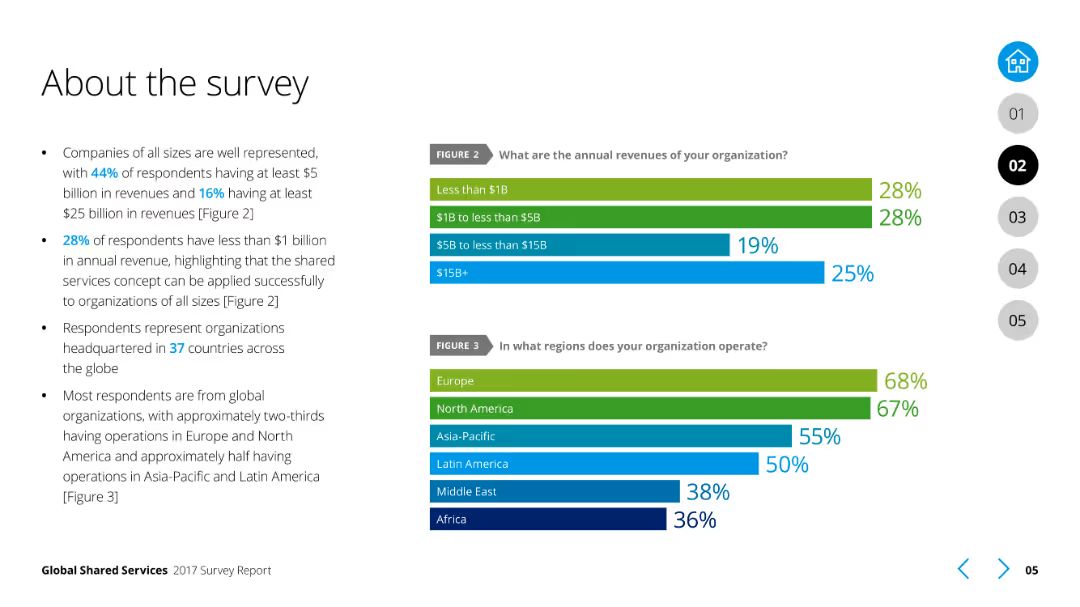 About the survey
• Companies of all sizes are well represented,
with 44% of respondents having at least $5
billion in revenues and 16% having at least
$25 billion in revenues [Figure 2]
• 28% of respondents have less than $1 billion
in annual revenue, highlighting that the shared
services concept can be applied successfully
to organizations of all sizes [Figure 2]
• Respondents represent organizations
headquartered in 37 countries across
the globe
• Most respondents are from global
organizations, with approximately two-thirds
having operations in Europe and North
America and approximately half having
operations in Asia-Pacific and Latin America
[Figure 3]
FIGURE 2 What are the annual revenues of your organization?
Less than $1B 28%
$1B to less than $5B 28%
$5B to less than $15B 19%
$15B+ 25%
FIGURE 3 In what regions does your organization operate?
Europe 68%
North America 67%
Asia-Pacific 55%
Latin America 50%
Middle East 38%
Africa 36%
01
02
03
04
05
Global Shared Services 2017 Survey Report
05